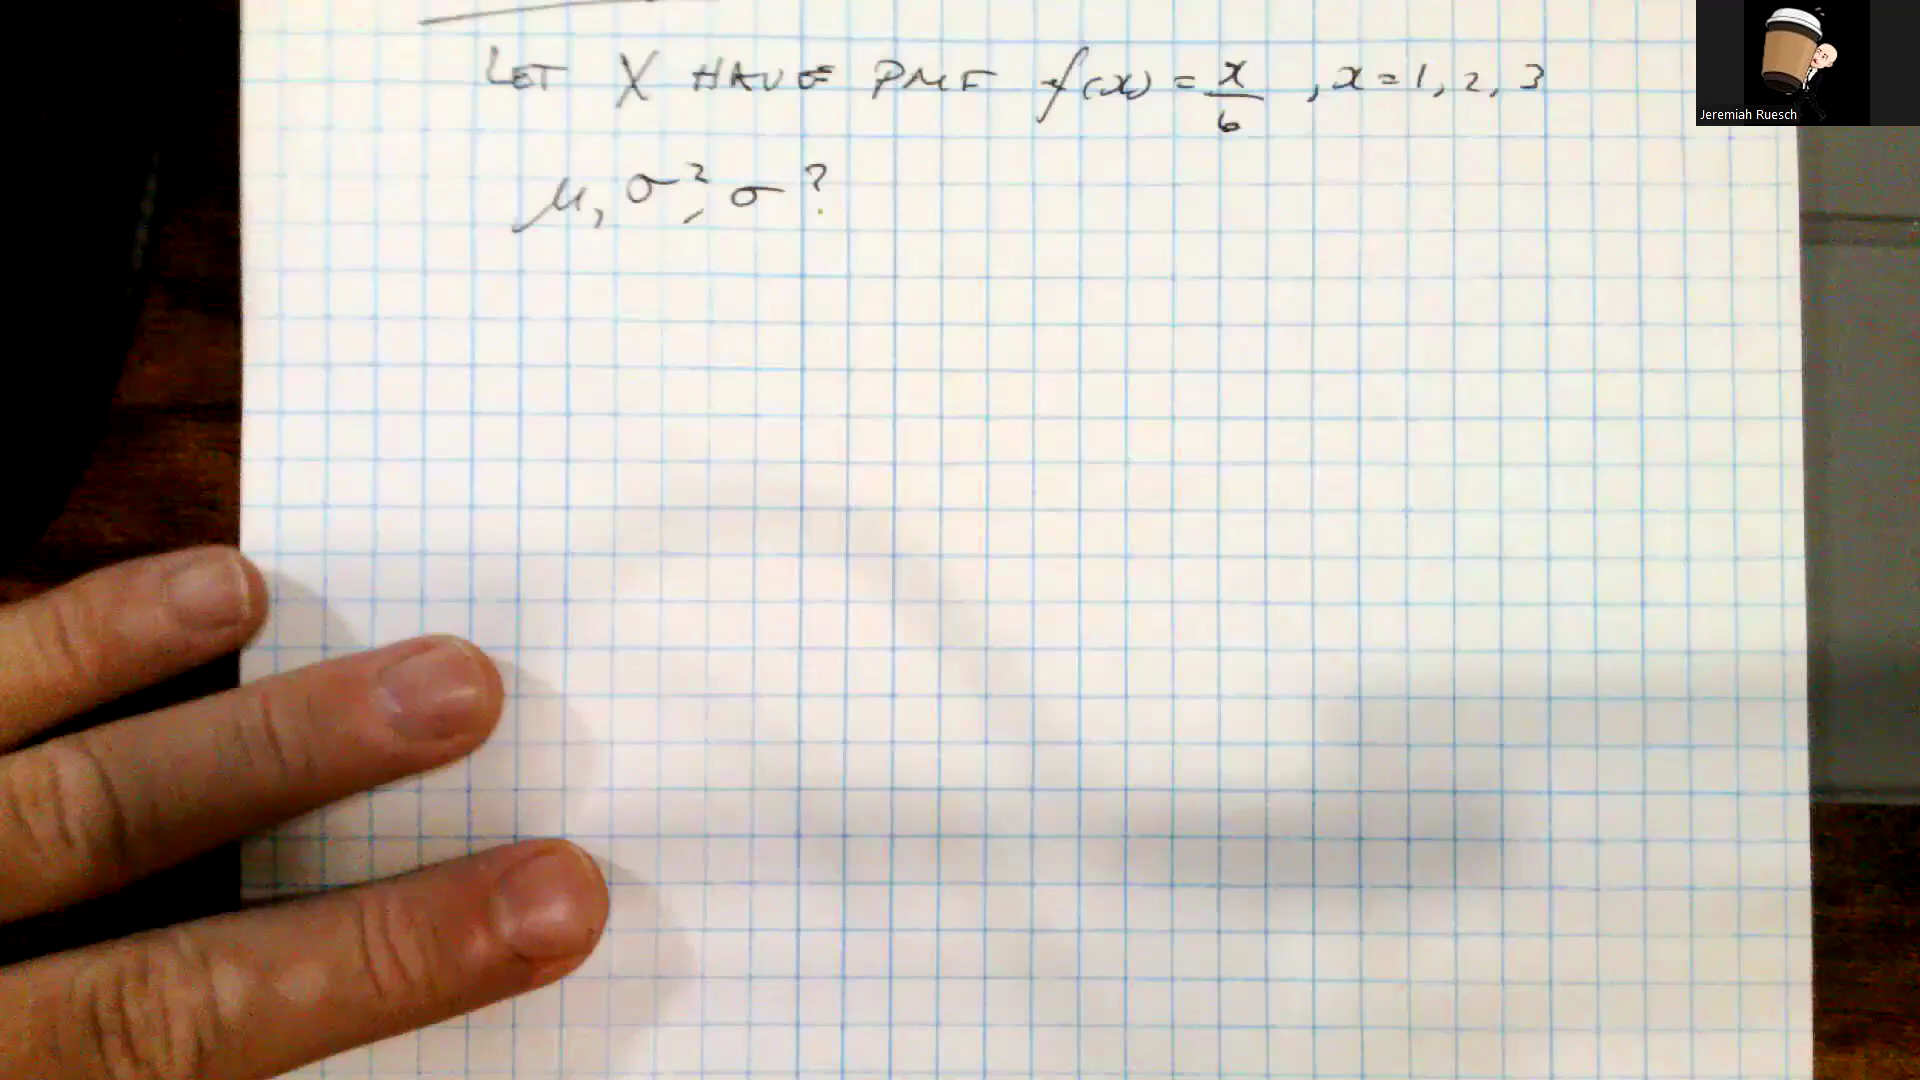 LET X HAVE PMF f(x) = x/6 , x = 1, 2, 3
μ, σ², σ ?
Jeremiah Ruesch